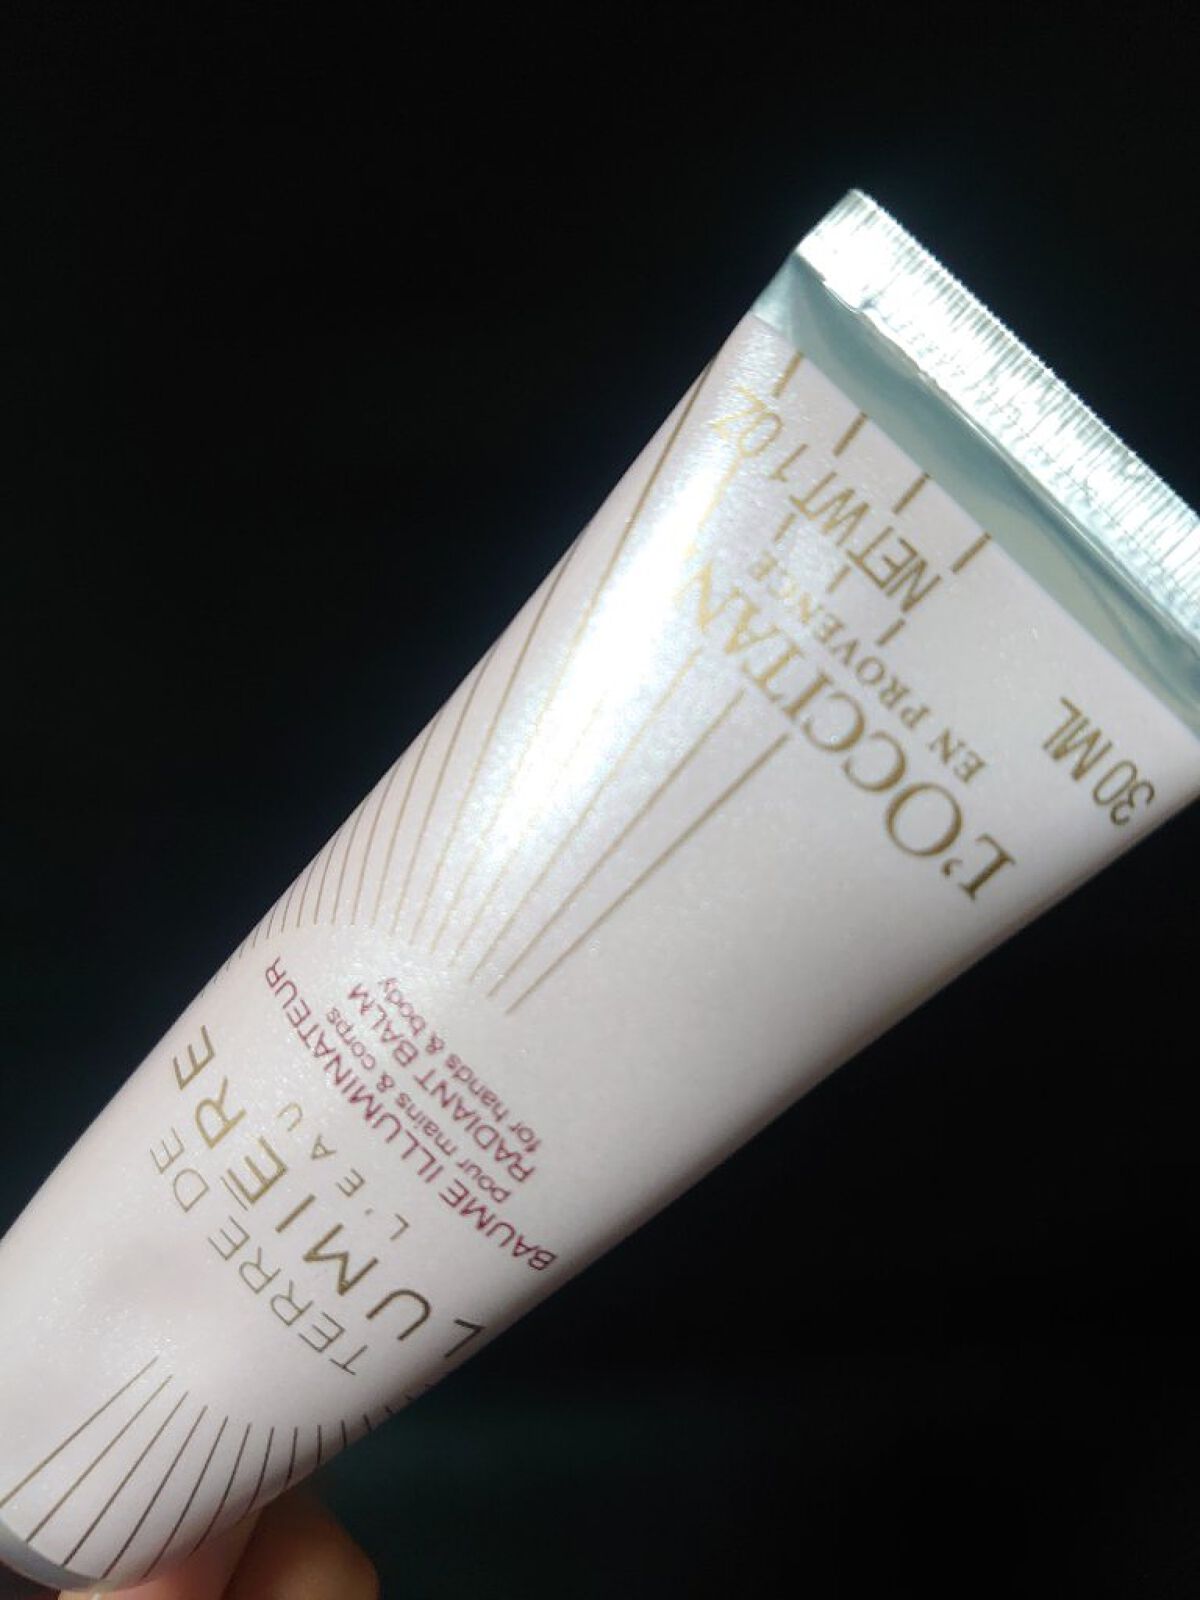 TERRE DE
LUMIÈRE
L'EAU
BAUME ILLUMINATEUR
pour mains & corps
RADIANT BALM
for hands & body
L'OCCITAN
EN PROVENCE
30 ML
NET WT 1 OZ